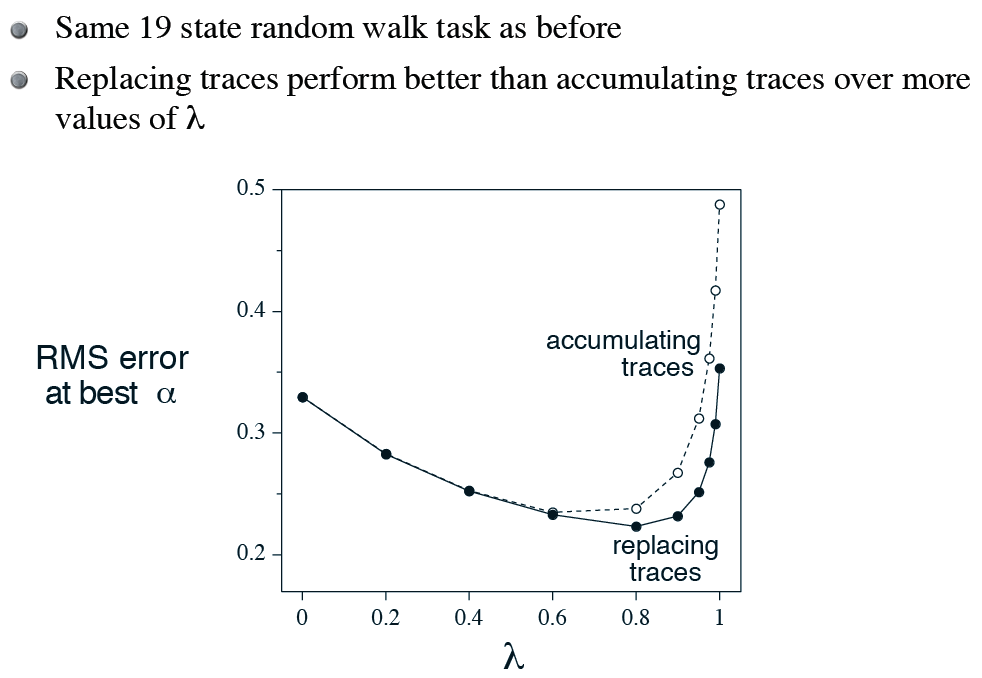 Same 19 state random walk task as before
Replacing traces perform better than accumulating traces over more
values of λ
0.5
0.4
accumulating
traces
RMS error
at best α
0.3
0.2
replacing
traces
0 0.2 0.4 0.6 0.8 1
λ